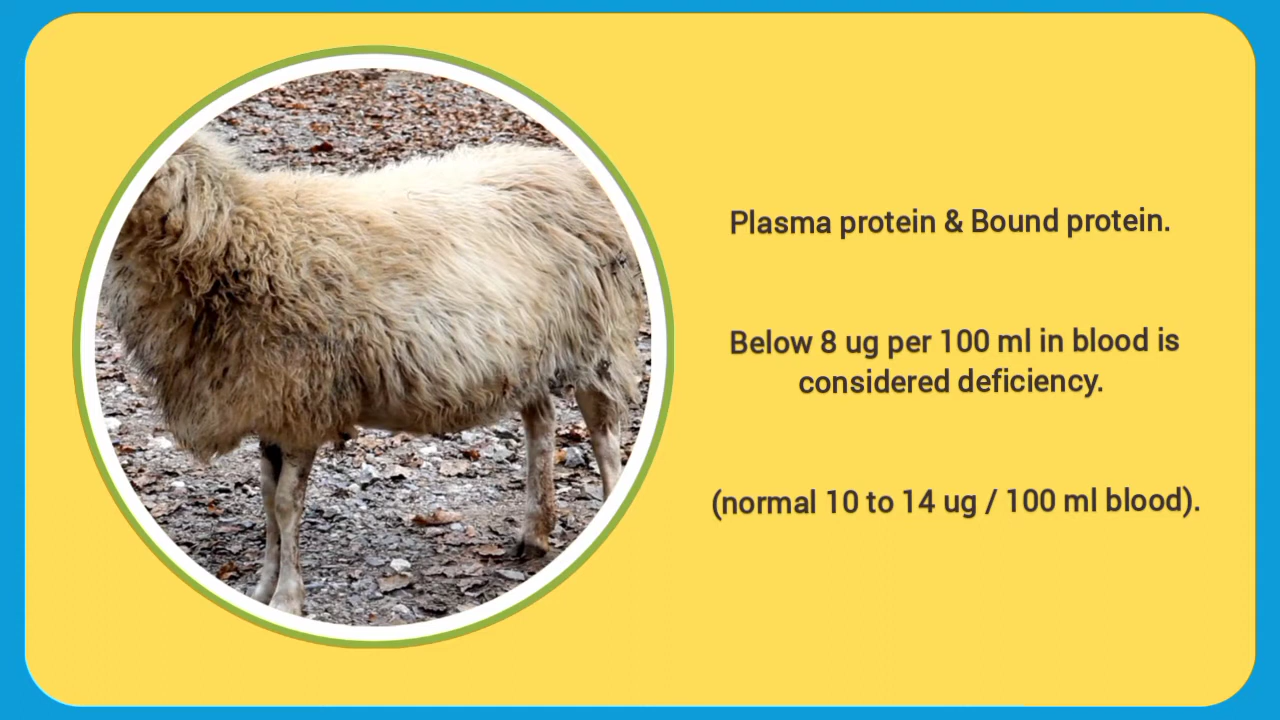 Plasma protein & Bound protein.
Below 8 ug per 100 ml in blood is
considered deficiency.
(normal 10 to 14 ug / 100 ml blood).